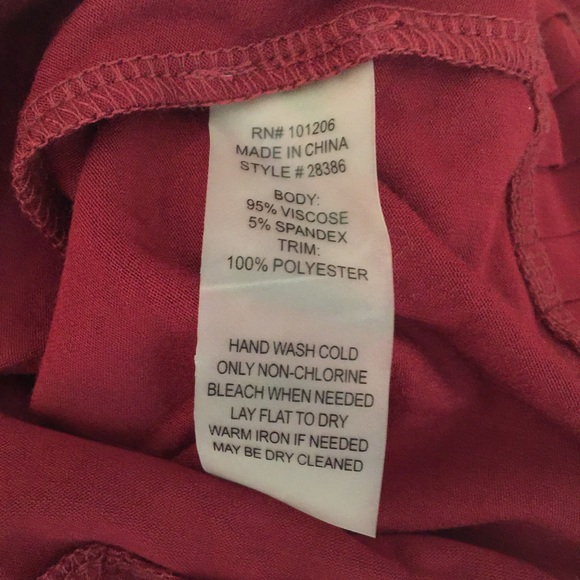 RN# 101206
MADE IN CHINA
STYLE # 28386
BODY:
95% VISCOSE
5% SPANDEX
TRIM:
100% POLYESTER
HAND WASH COLD
ONLY NON-CHLORINE
BLEACH WHEN NEEDED
LAY FLAT TO DRY
WARM IRON IF NEEDED
MAY BE DRY CLEANED